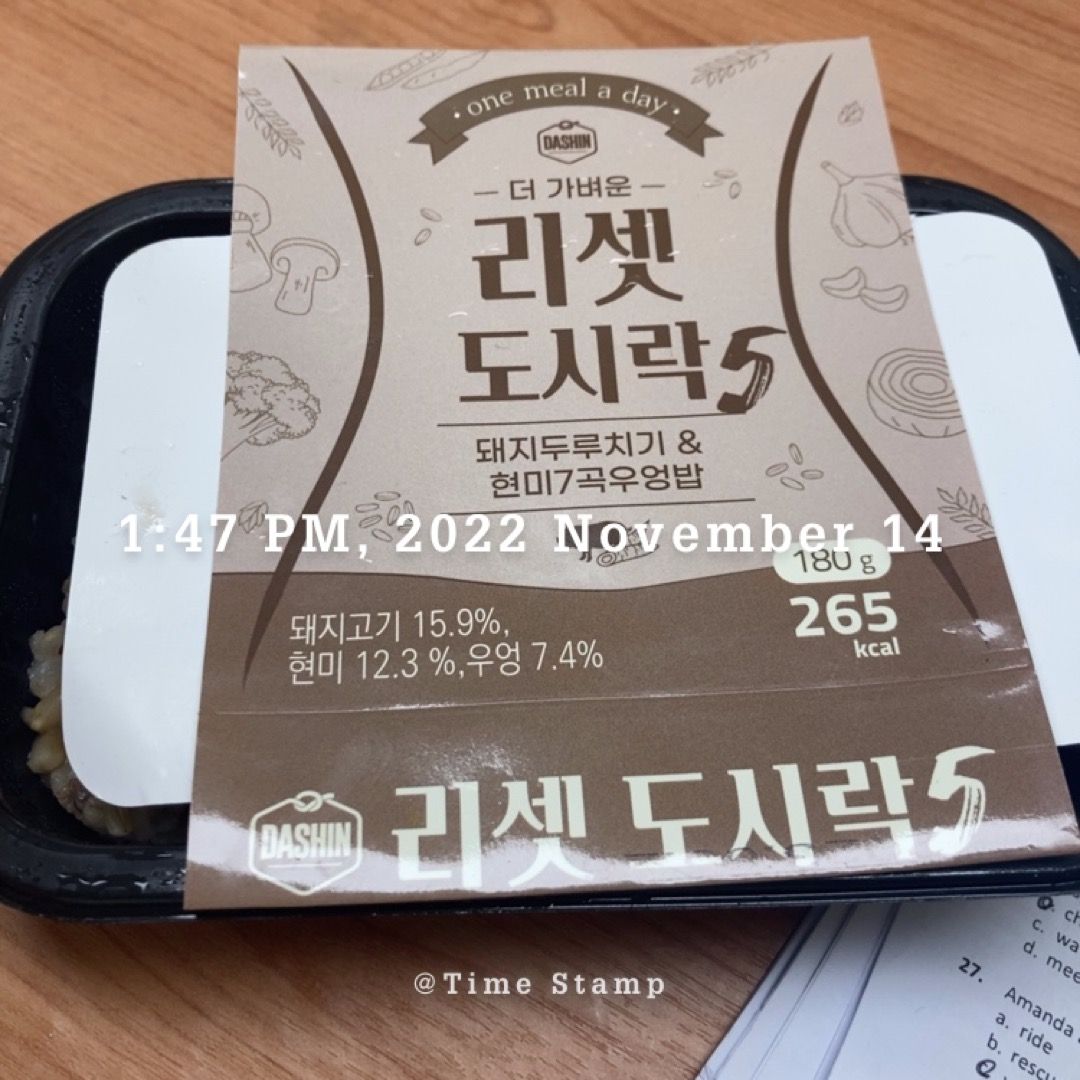 · one meal a day ·
DASHIN
더 가벼운
리셋
도시락5
돼지두루치기 &
현미7곡우엉밥
1:47 PM, 2022 November 14
180 g
265
kcal
돼지고기 15.9%,
현미 12.3 %,우엉 7.4%
DASHIN
리셋 도시락5
@Time Stamp
c.
d.
27.
Amanda
a. ride
b.